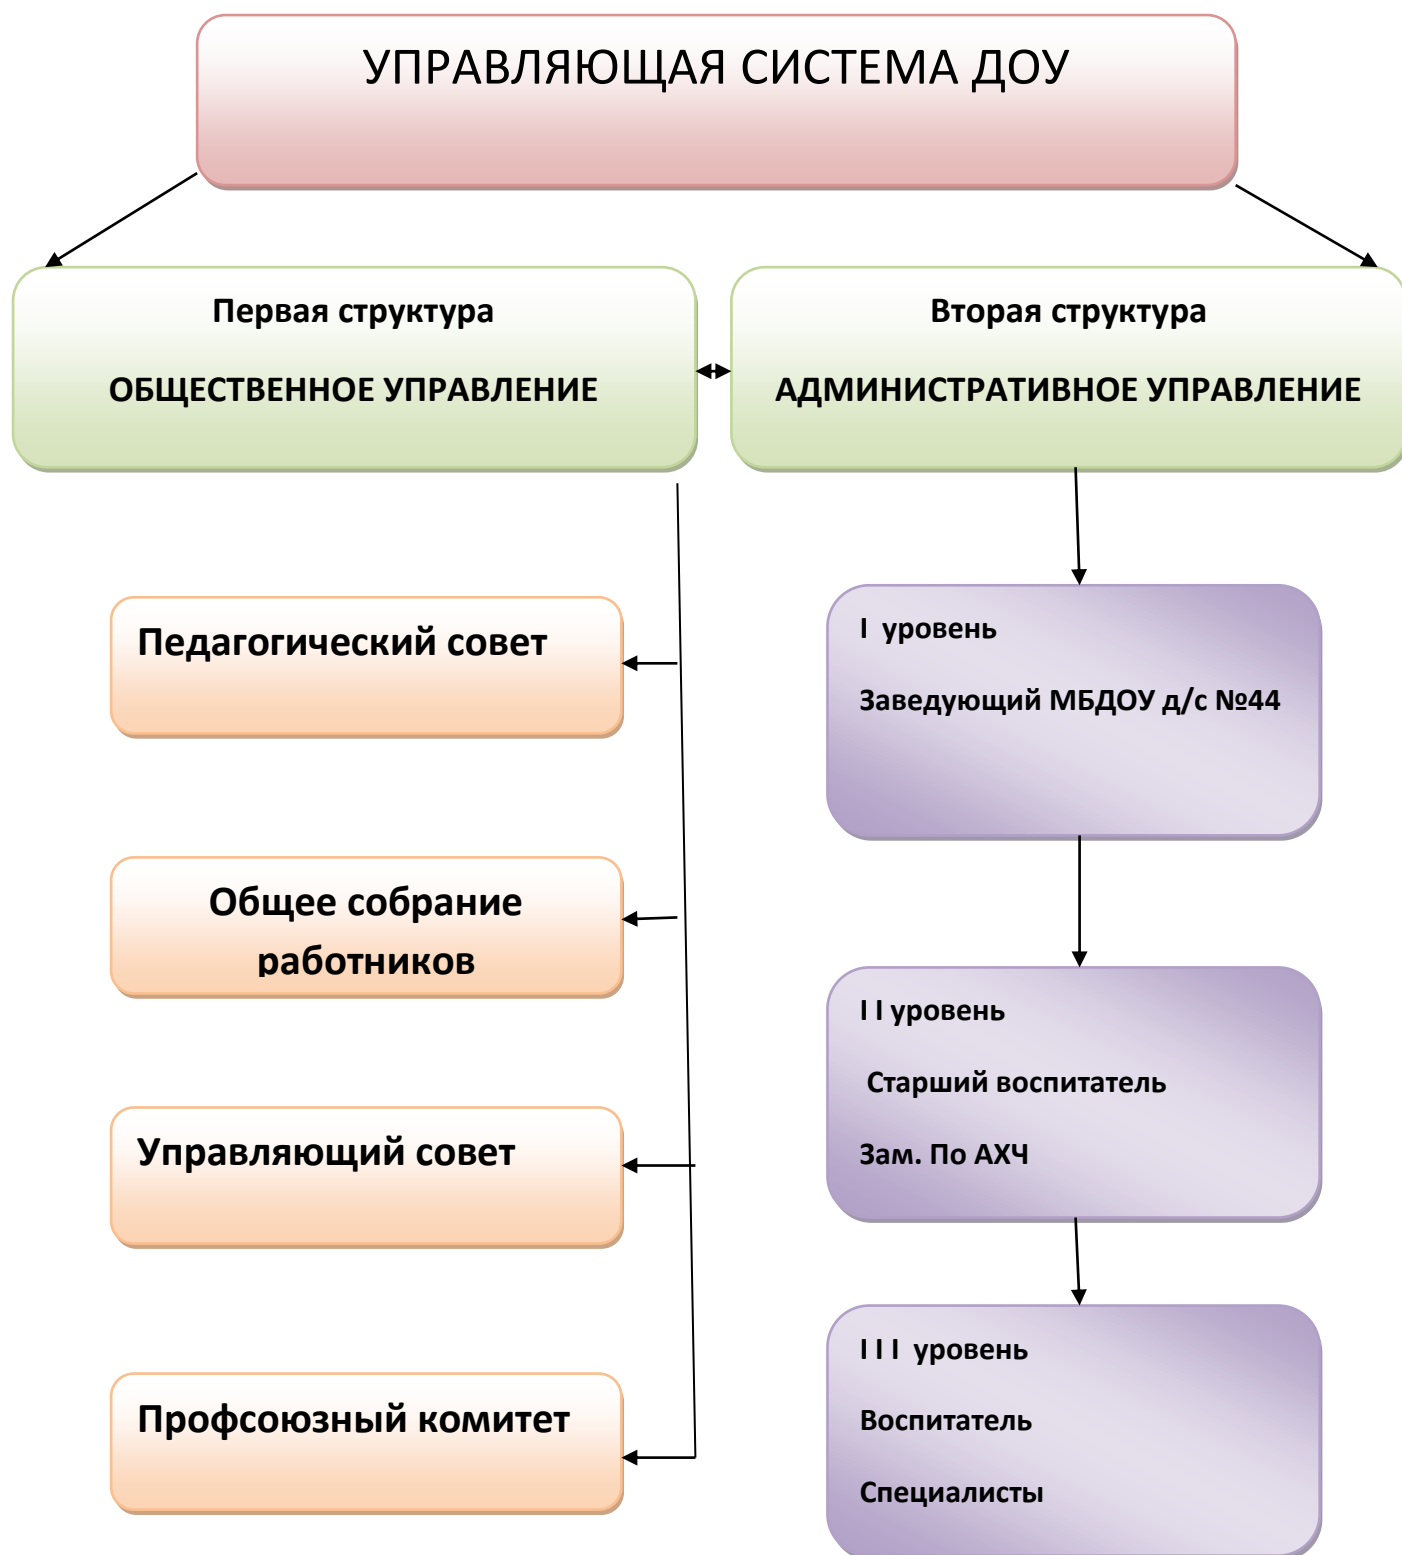 УПРАВЛЯЮЩАЯ СИСТЕМА ДОУ
Первая структура
ОБЩЕСТВЕННОЕ УПРАВЛЕНИЕ
Вторая структура
АДМИНИСТРАТИВНОЕ УПРАВЛЕНИЕ
Педагогический совет
Общее собрание
работников
Управляющий совет
Профсоюзный комитет
I уровень
Заведующий МБДОУ д/с №44
I I уровень
Старший воспитатель
Зам. По АХЧ
I I I уровень
Воспитатель
Специалисты